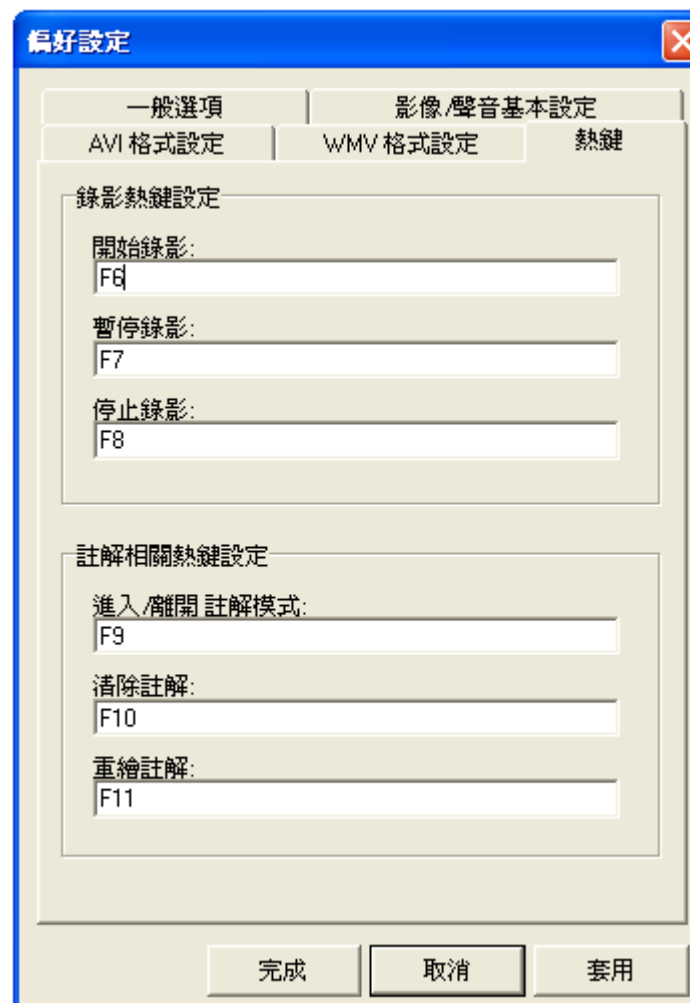 偏好設定
一般選項
影像/聲音基本設定
AVI 格式設定
WMV 格式設定
熱鍵
錄影熱鍵設定
開始錄影:
F6
暫停錄影:
F7
停止錄影:
F8
註解相關熱鍵設定
進入/離開 註解模式:
F9
清除註解:
F10
重繪註解:
F11
完成
取消
套用